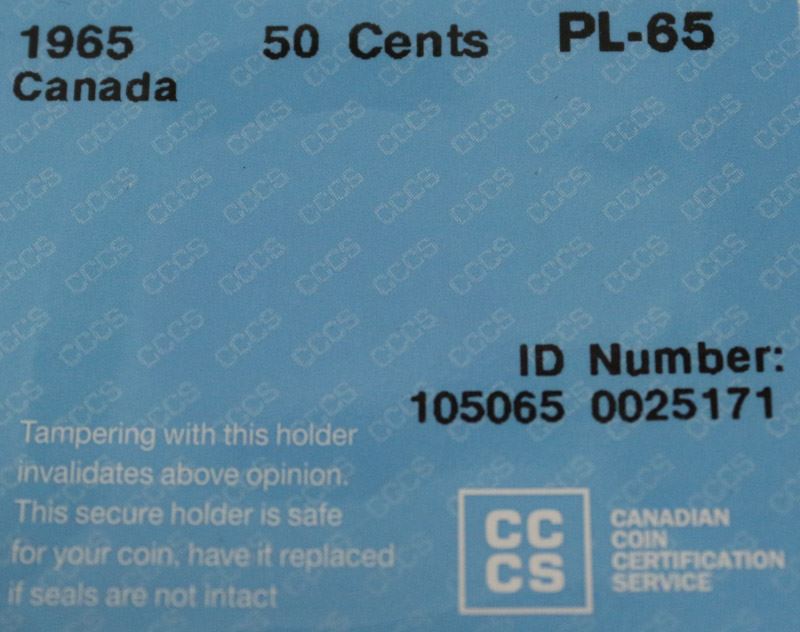 1965 50 Cents PL-65
Canada
ID Number:
105065 0025171
Tampering with this holder
invalidates above opinion.
This secure holder is safe
for your coin, have it replaced
if seals are not intact
CC
CS
CANADIAN
COIN
CERTIFICATION
SERVICE